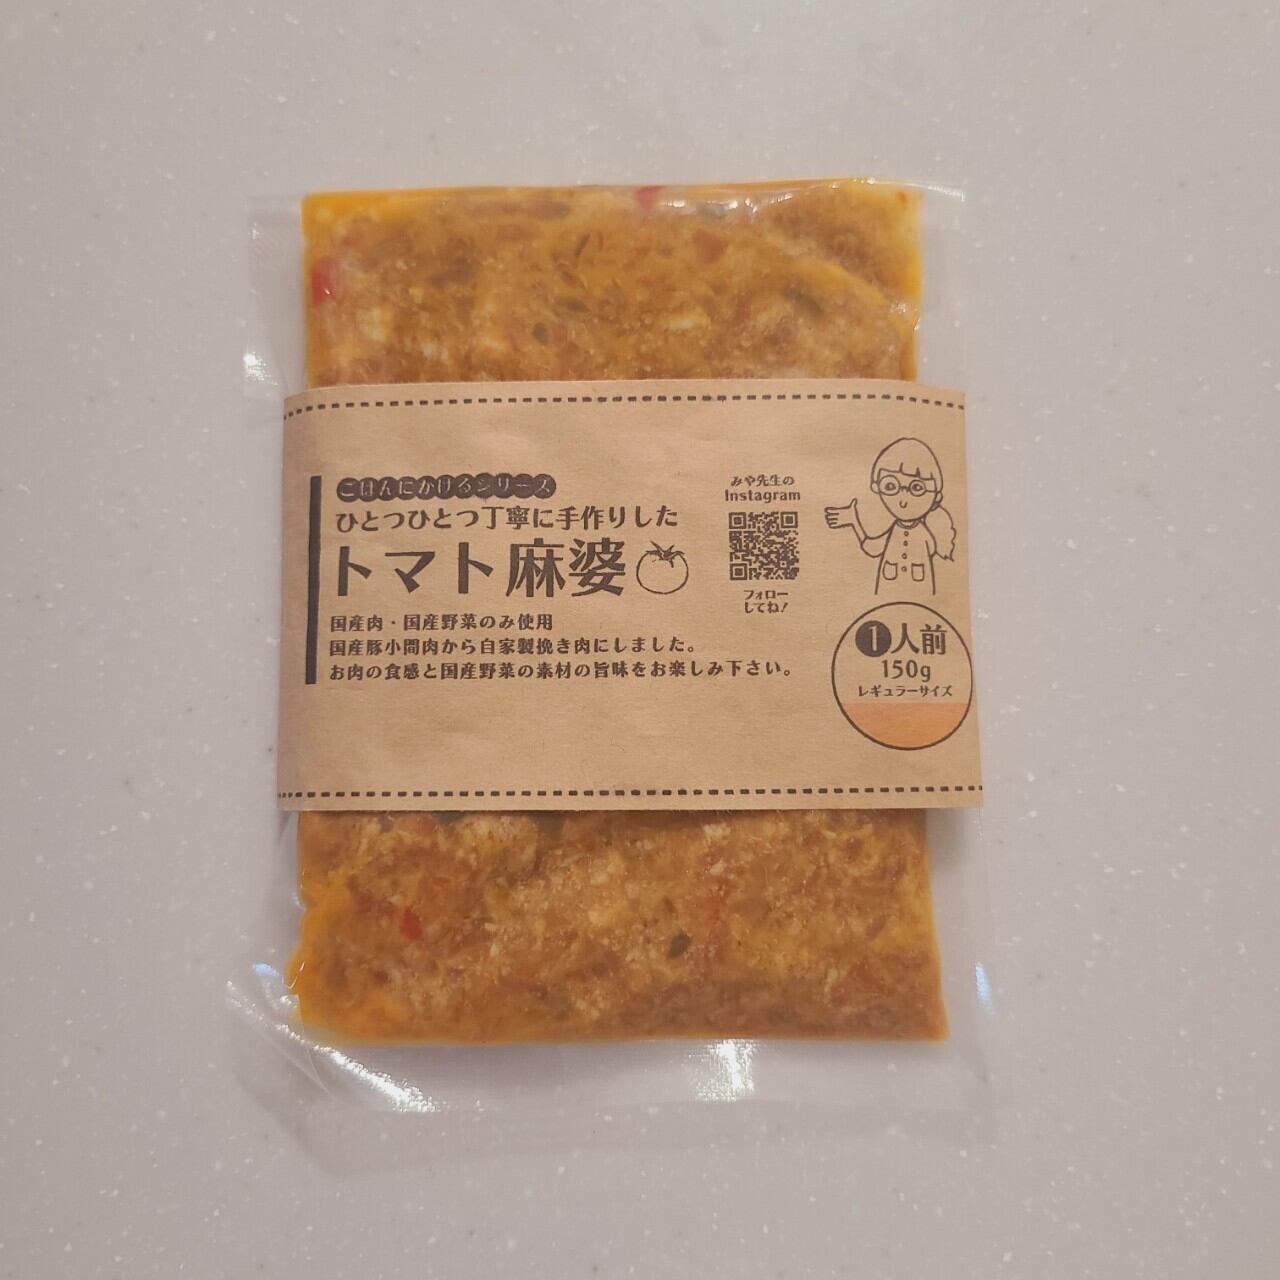 ごはんにかけるシリーズ
ひとつひとつ丁寧に手作りした
トマト麻婆
国産肉・国産野菜のみ使用
国産豚小間肉から自家製挽き肉にしました。
お肉の食感と国産野菜の素材の旨味をお楽しみ下さい。
みや先生の
Instagram
フォロー
してね!
1人前
150g
レギュラーサイズ